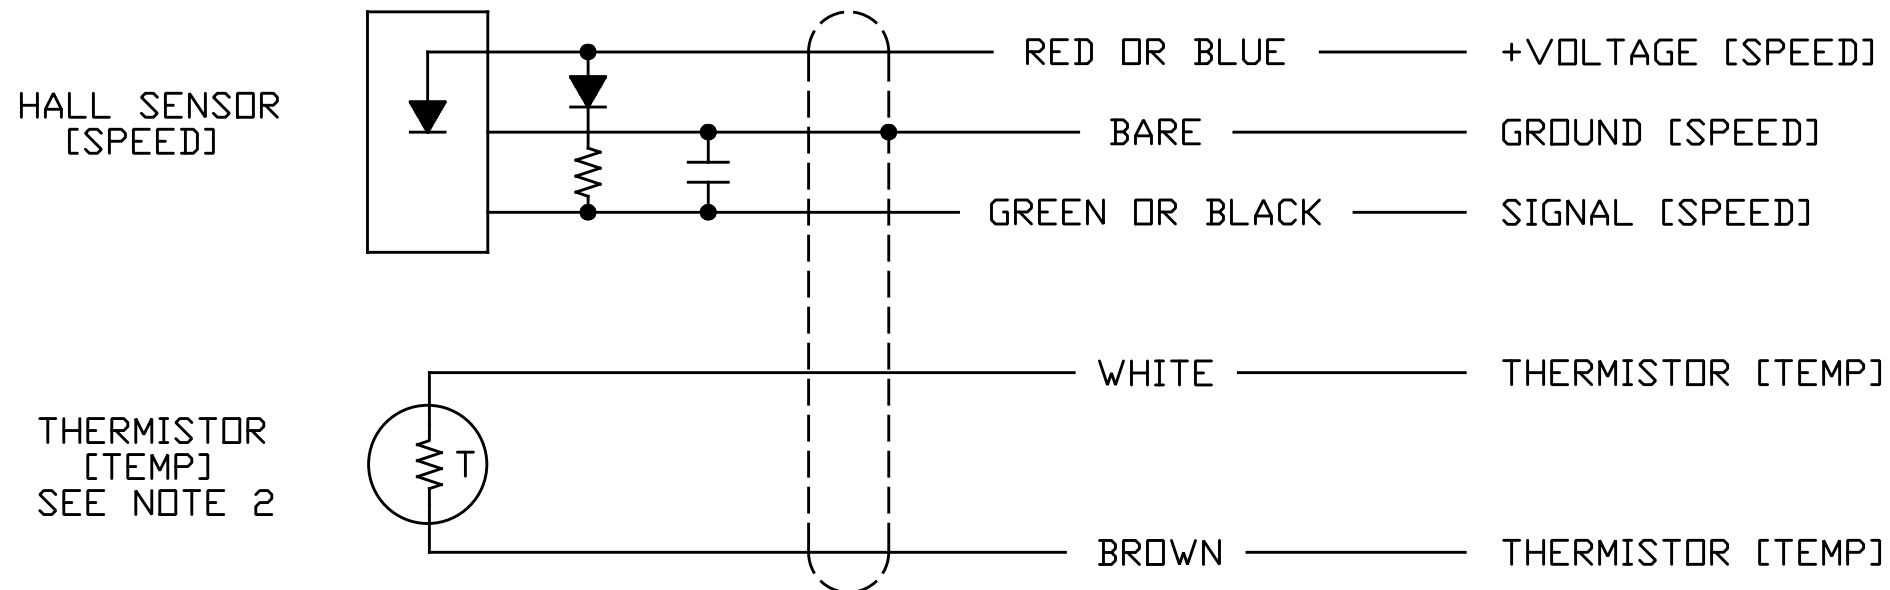 HALL SENSOR
[SPEED]
RED OR BLUE
+VOLTAGE [SPEED]
BARE
GROUND [SPEED]
GREEN OR BLACK
SIGNAL [SPEED]
THERMISTOR
[TEMP]
SEE NOTE 2
T
WHITE
THERMISTOR [TEMP]
BROWN
THERMISTOR [TEMP]